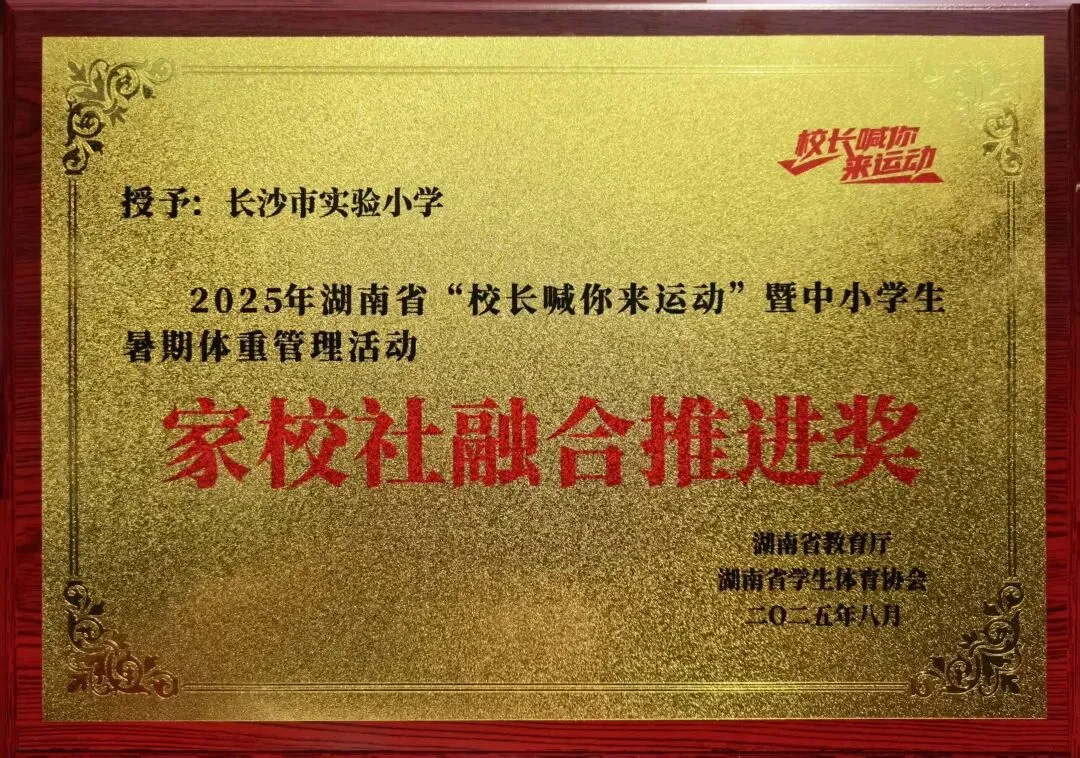 校长喊你
来运动
授予：长沙市实验小学
2025年湖南省“校长喊你来运动”暨中小学生
暑期体重管理活动
家校社融合推进奖
湖南省教育厅
湖南省学生体育协会
二〇二五年八月